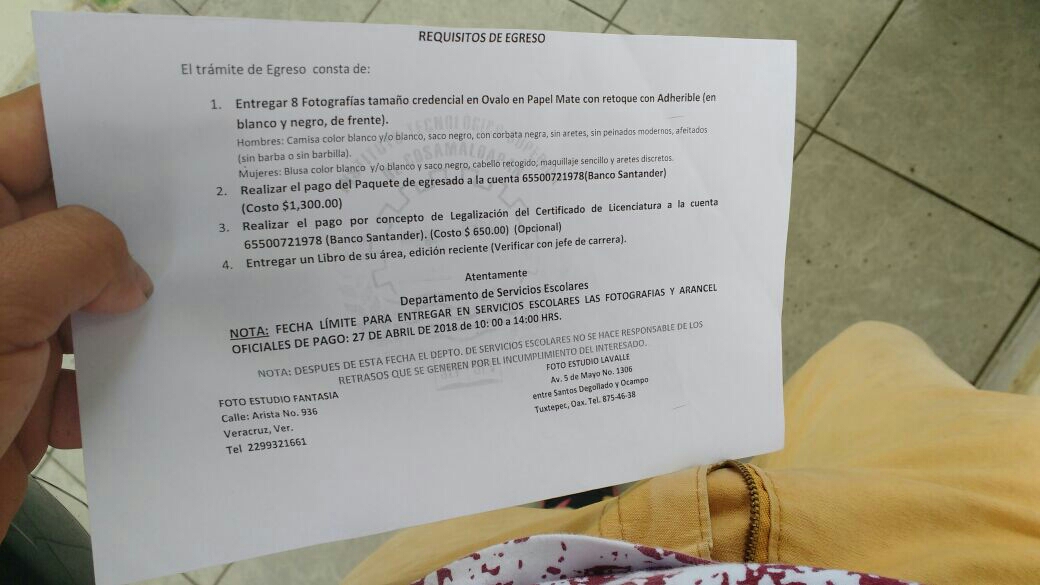 REQUISITOS DE EGRESO
El trámite de Egreso consta de:
1. Entregar 8 Fotografías tamaño credencial en Ovalo en Papel Mate con retoque con Adherible (en
blanco y negro, de frente).
Hombres: Camisa color blanco y/o blanco, saco negro, con corbata negra, sin aretes, sin peinados modernos, afeitados
(sin barba o sin barbilla).
Mujeres: Blusa color blanco y/o blanco y saco negro, cabello recogido, maquillaje sencillo y aretes discretos.
2. Realizar el pago del Paquete de egresado a la cuenta 65500721978(Banco Santander)
(Costo $1,300.00)
3. Realizar el pago por concepto de Legalización del Certificado de Licenciatura a la cuenta
65500721978 (Banco Santander). (Costo $ 650.00) (Opcional)
4. Entregar un Libro de su área, edición reciente (Verificar con jefe de carrera).
Atentamente
Departamento de Servicios Escolares
NOTA: FECHA LÍMITE PARA ENTREGAR EN SERVICIOS ESCOLARES LAS FOTOGRAFIAS Y ARANCEL
OFICIALES DE PAGO: 27 DE ABRIL DE 2018 de 10: 00 a 14:00 HRS.
NOTA: DESPUES DE ESTA FECHA EL DEPTO. DE SERVICIOS ESCOLARES NO SE HACE RESPONSABLE DE LOS
RETRASOS QUE SE GENEREN POR EL INCUMPLIMIENTO DEL INTERESADO.
FOTO ESTUDIO FANTASIA
Calle: Arista No. 936
Veracruz, Ver.
Tel 2299321661
FOTO ESTUDIO LAVALLE
Av. 5 de Mayo No. 1306
entre Santos Degollado y Ocampo
Tuxtepec, Oax. Tel. 875-46-38